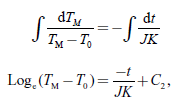 ∫ dT_M / (T_M − T_0) = − ∫ dt / JK
Log_e (T_M − T_0) = −t / JK + C_2,